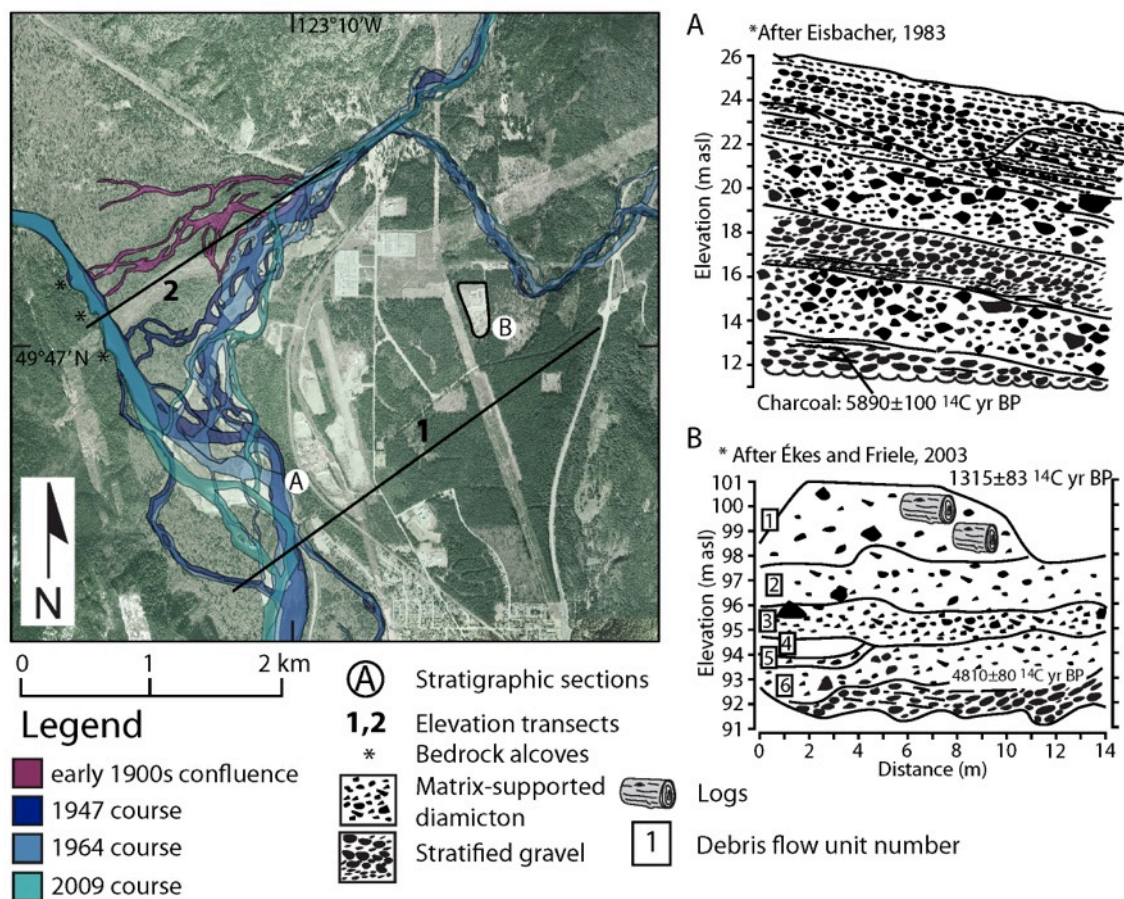 123°10'W
49°47'N
2
1
A
B
*
*
*
N
0 1 2 km
Legend
early 1900s confluence
1947 course
1964 course
2009 course
A Stratigraphic sections
1,2 Elevation transects
* Bedrock alcoves
Matrix-supported
diamicton
Stratified gravel
Logs
1 Debris flow unit number
A
*After Eisbacher, 1983
Elevation (m asl)
26
24
22
20
18
16
14
12
Charcoal: 5890±100 ¹⁴C yr BP
B
* After Ékes and Friele, 2003
1315±83 ¹⁴C yr BP
Elevation (m asl)
101
100
99
98
97
96
95
94
93
92
91
1
2
3
4
5
6
4810±80 ¹⁴C yr BP
0 2 4 6 8 10 12 14
Distance (m)